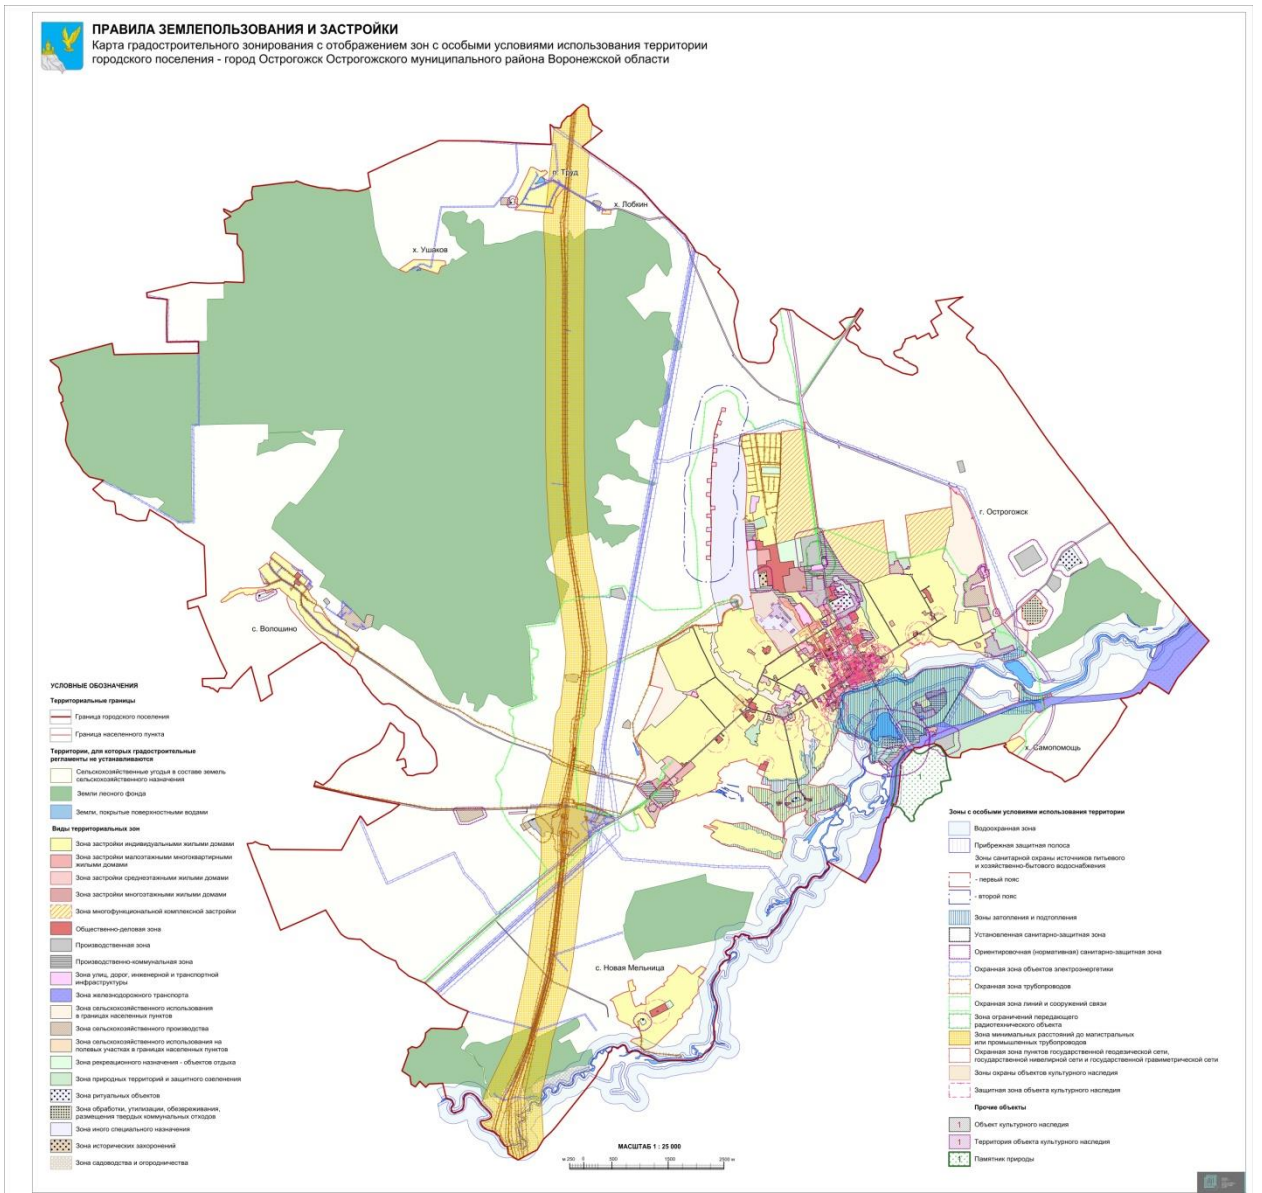 ПРАВИЛА ЗЕМЛЕПОЛЬЗОВАНИЯ И ЗАСТРОЙКИ
Карта градостроительного зонирования с отображением зон с особыми условиями использования территории
городского поселения - город Острогожск Острогожского муниципального района Воронежской области
п. Труд
х. Лобкин
х. Ушаков
г. Острогожск
с. Волошино
х. Самопомощь
1
с. Новая Мельница
УСЛОВНЫЕ ОБОЗНАЧЕНИЯ
Территориальные границы
Граница городского поселения
Граница населенного пункта
Территории, для которых градостроительные
регламенты не устанавливаются
Сельскохозяйственные угодья в составе земель
сельскохозяйственного назначения
Земли лесного фонда
Земли, покрытые поверхностными водами
Виды территориальных зон
Зона застройки индивидуальными жилыми домами
Зона застройки малоэтажными многоквартирными
жилыми домами
Зона застройки среднеэтажными жилыми домами
Зона застройки многоэтажными жилыми домами
Зона многофункциональной комплексной застройки
Общественно-деловая зона
Производственная зона
Производственно-коммунальная зона
Зона улиц, дорог, инженерной и транспортной
инфраструктуры
Зона железнодорожного транспорта
Зона сельскохозяйственного использования
в границах населенных пунктов
Зона сельскохозяйственного производства
Зона сельскохозяйственного использования на
полевых участках в границах населенных пунктов
Зона рекреационного назначения - объектов отдыха
Зона природных территорий и защитного озеленения
Зона ритуальных объектов
Зона обработки, утилизации, обезвреживания,
размещения твердых коммунальных отходов
Зона иного специального назначения
Зона исторических захоронений
Зона садоводства и огородничества
Зоны с особыми условиями использования территории
Водоохранная зона
Прибрежная защитная полоса
Зоны санитарной охраны источников питьевого
и хозяйственно-бытового водоснабжения
- первый пояс
- второй пояс
Зоны затопления и подтопления
Установленная санитарно-защитная зона
Ориентировочная (нормативная) санитарно-защитная зона
Охранная зона объектов электроэнергетики
Охранная зона трубопроводов
Охранная зона линий и сооружений связи
Зона ограничений передающего
радиотехнического объекта
Зона минимальных расстояний до магистральных
или промышленных трубопроводов
Охранная зона пунктов государственной геодезической сети,
государственной нивелирной сети и государственной гравиметрической сети
Зоны охраны объектов культурного наследия
Защитная зона объекта культурного наследия
Прочие объекты
1 Объект культурного наследия
1 Территория объекта культурного наследия
1 Памятник природы
МАСШТАБ 1 : 25 000
м 250 0 500 1500 2500 м